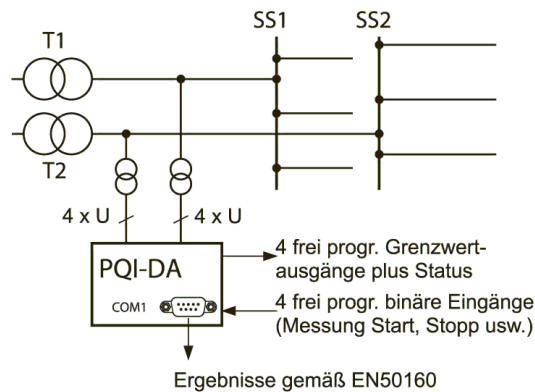 SS1
SS2
T1
T2
4 x U
4 x U
PQI-DA
COM1
4 frei progr. Grenzwert-
ausgänge plus Status
4 frei progr. binäre Eingänge
(Messung Start, Stopp usw.)
Ergebnisse gemäß EN50160